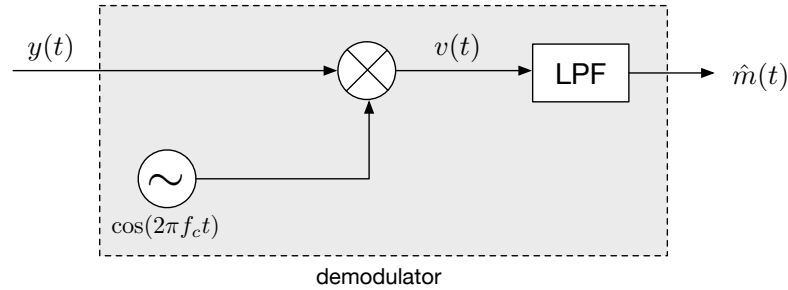 y(t)
v(t)
LPF
m̂(t)
∼
cos(2πf_c t)
demodulator